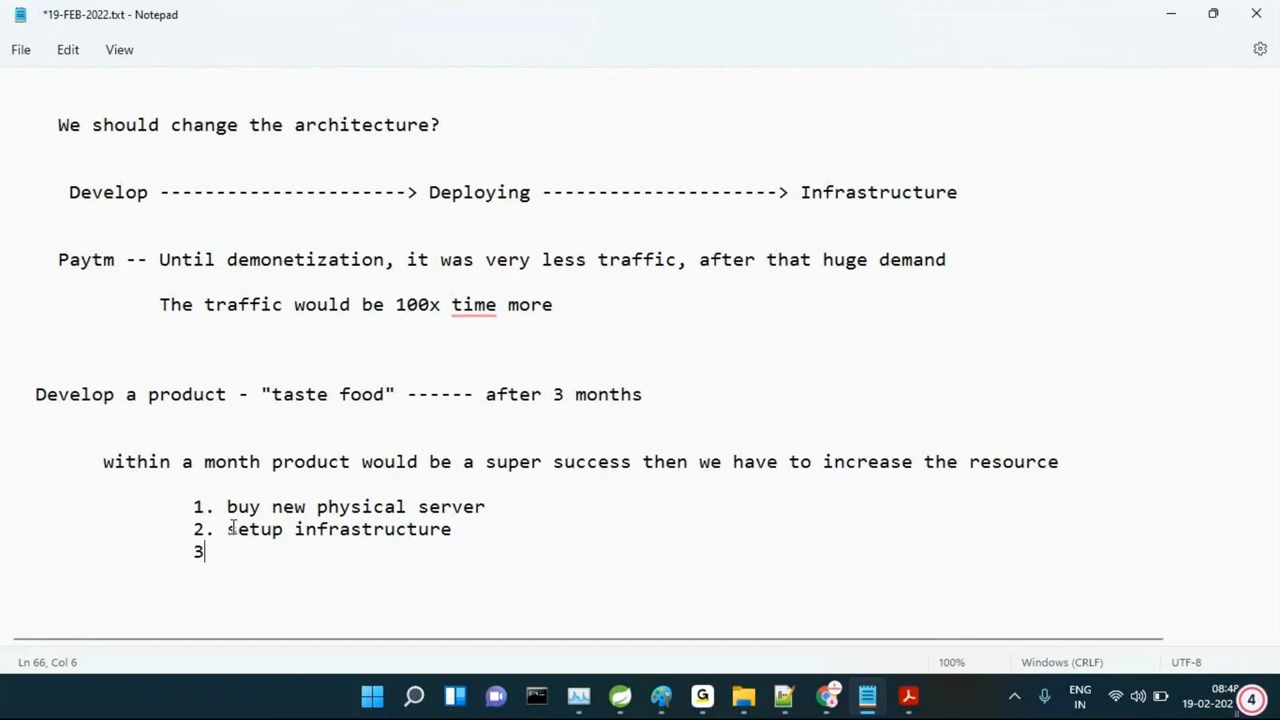 *19-FEB-2022.txt - Notepad
File Edit View
We should change the architecture?
Develop ----------------------> Deploying ---------------------> Infrastructure
Paytm -- Until demonetization, it was very less traffic, after that huge demand
The traffic would be 100x time more
Develop a product - "taste food" ------ after 3 months
within a month product would be a super success then we have to increase the resource
1. buy new physical server
2. setup infrastructure
3
Ln 66, Col 6 100% Windows (CRLF) UTF-8
ENG 08:48
IN 19-02-202 4